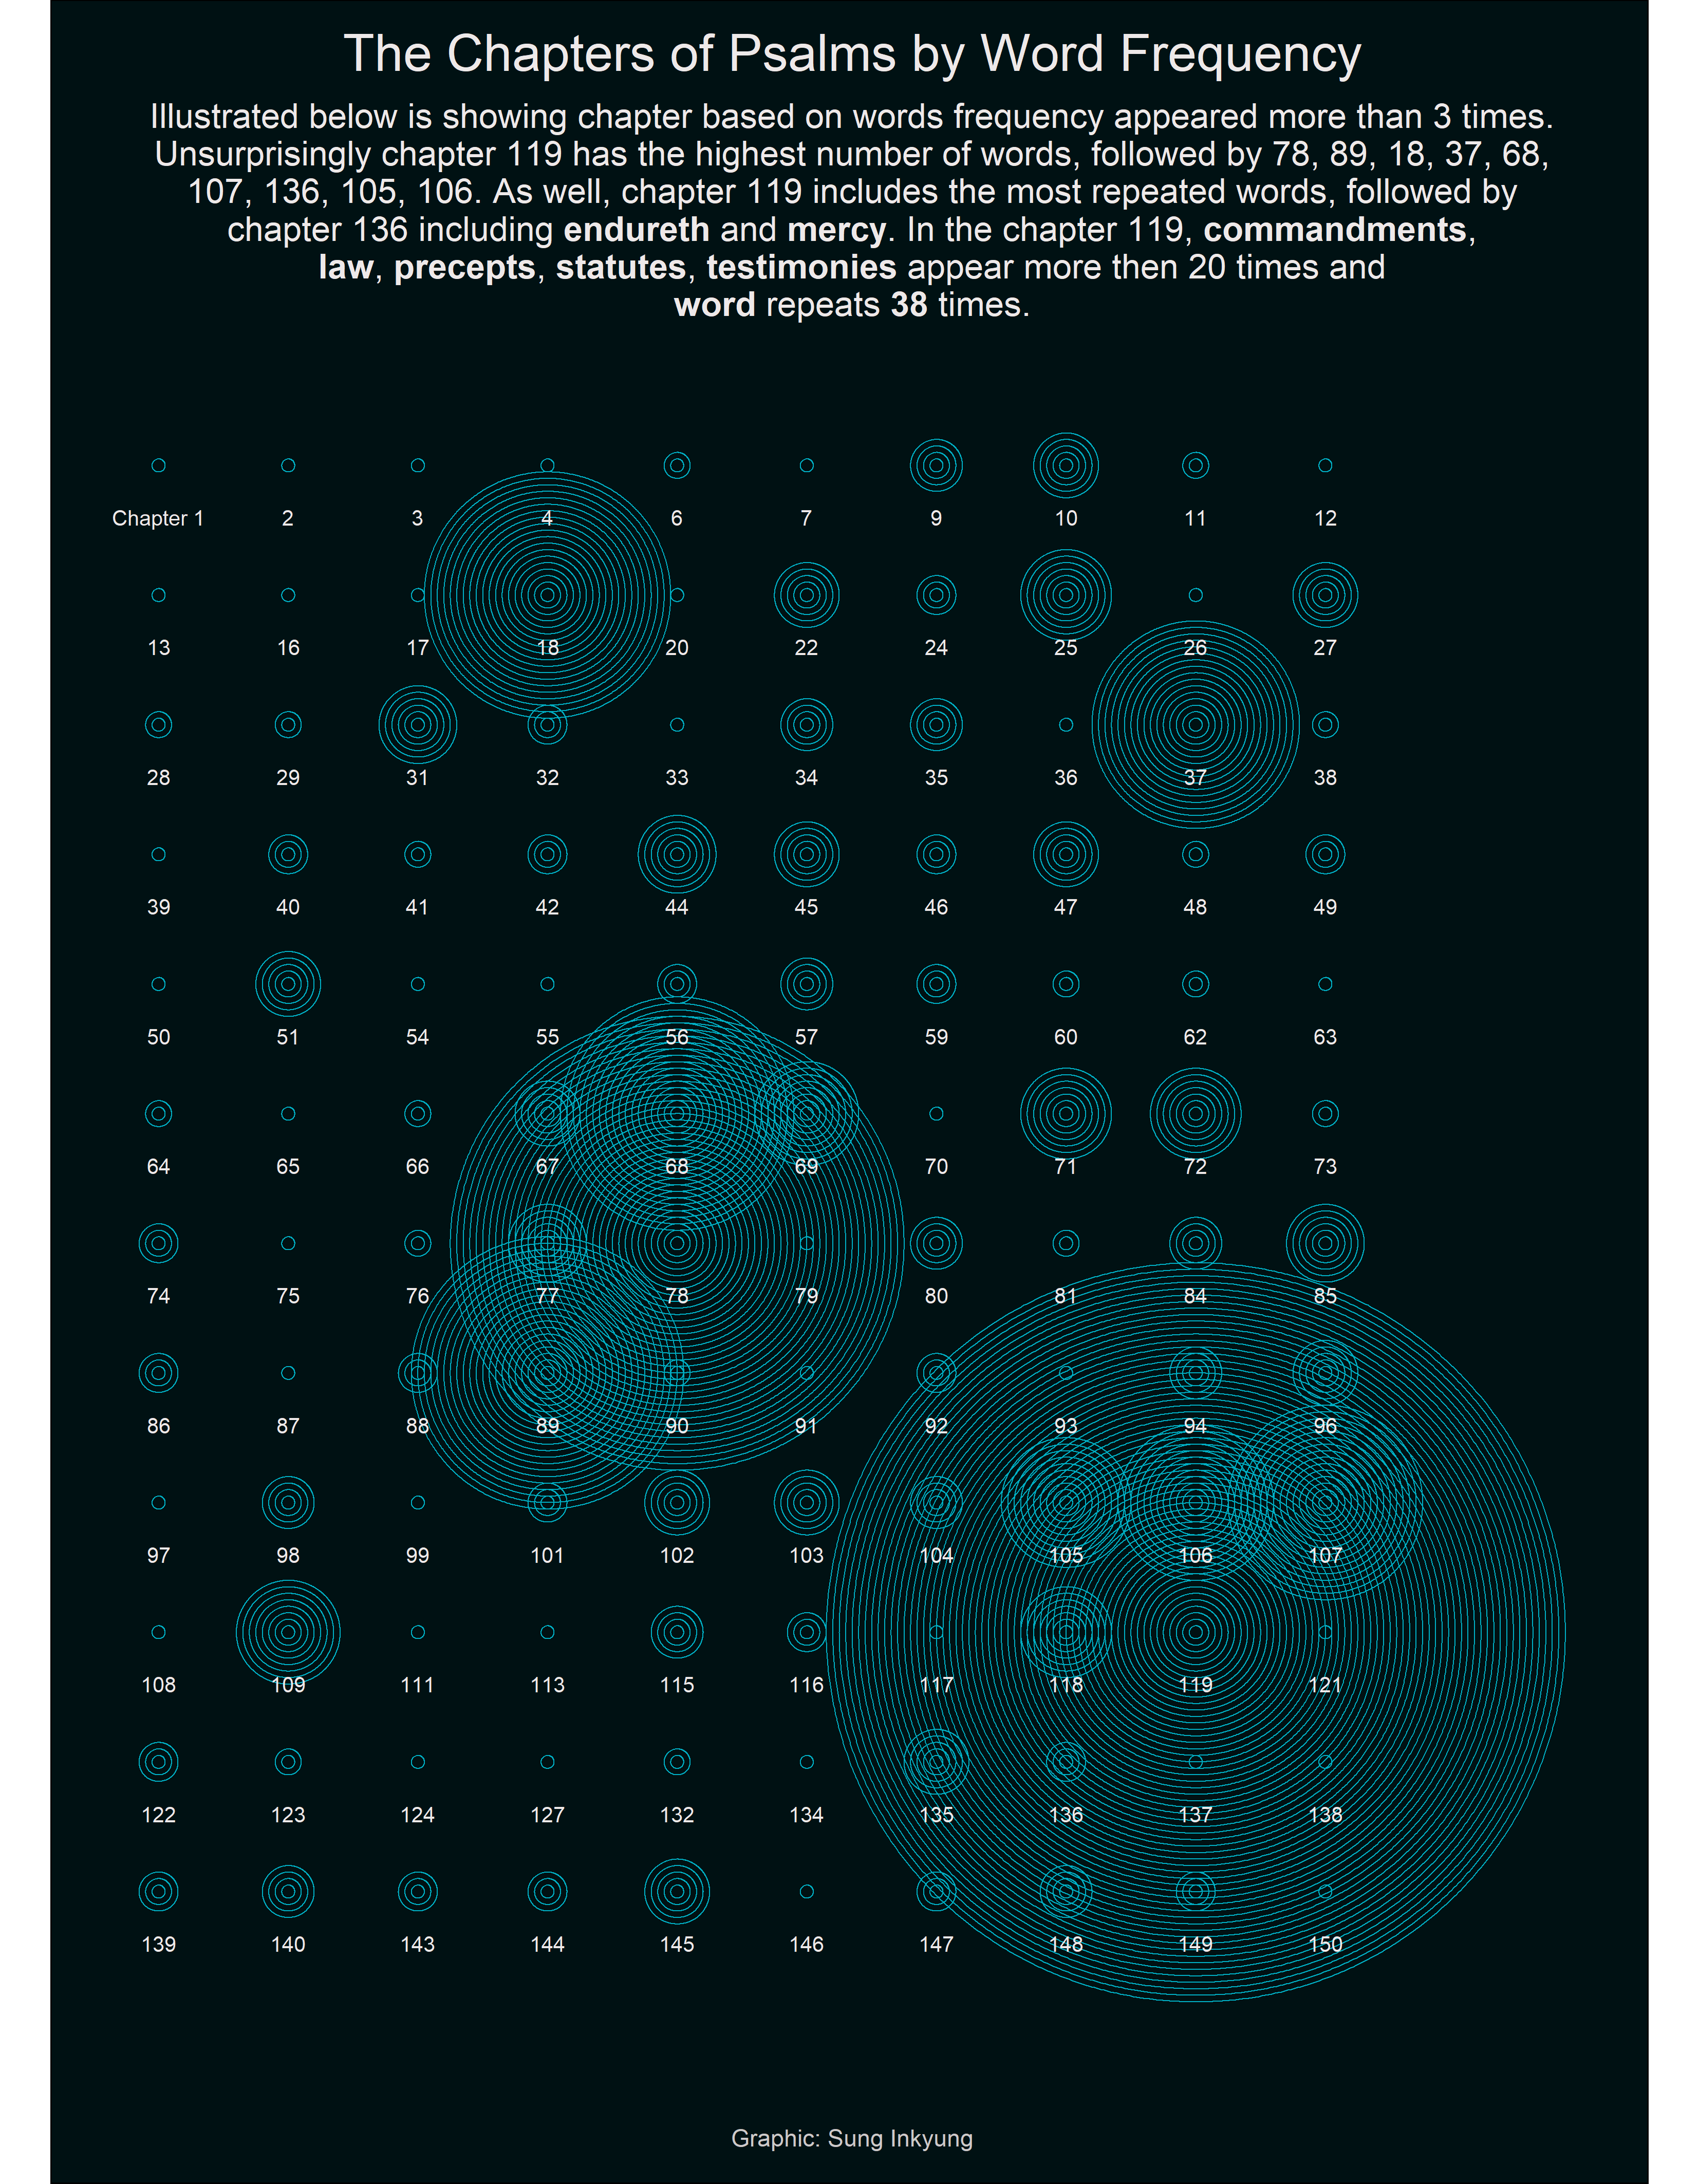 The Chapters of Psalms by Word Frequency
Illustrated below is showing chapter based on words frequency appeared more than 3 times.
Unsurprisingly chapter 119 has the highest number of words, followed by 78, 89, 18, 37, 68,
107, 136, 105, 106. As well, chapter 119 includes the most repeated words, followed by
chapter 136 including endureth and mercy. In the chapter 119, commandments,
law, precepts, statutes, testimonies appear more then 20 times and
word repeats 38 times.
Chapter 1 2 3 4 6 7 9 10 11 12
13 16 17 18 20 22 24 25 26 27
28 29 31 32 33 34 35 36 37 38
39 40 41 42 44 45 46 47 48 49
50 51 54 55 56 57 59 60 62 63
64 65 66 67 68 69 70 71 72 73
74 75 76 77 78 79 80 81 84 85
86 87 88 89 90 91 92 93 94 96
97 98 99 101 102 103 104 105 106 107
108 109 111 113 115 116 117 118 119 121
122 123 124 127 132 134 135 136 137 138
139 140 143 144 145 146 147 148 149 150
Graphic: Sung Inkyung